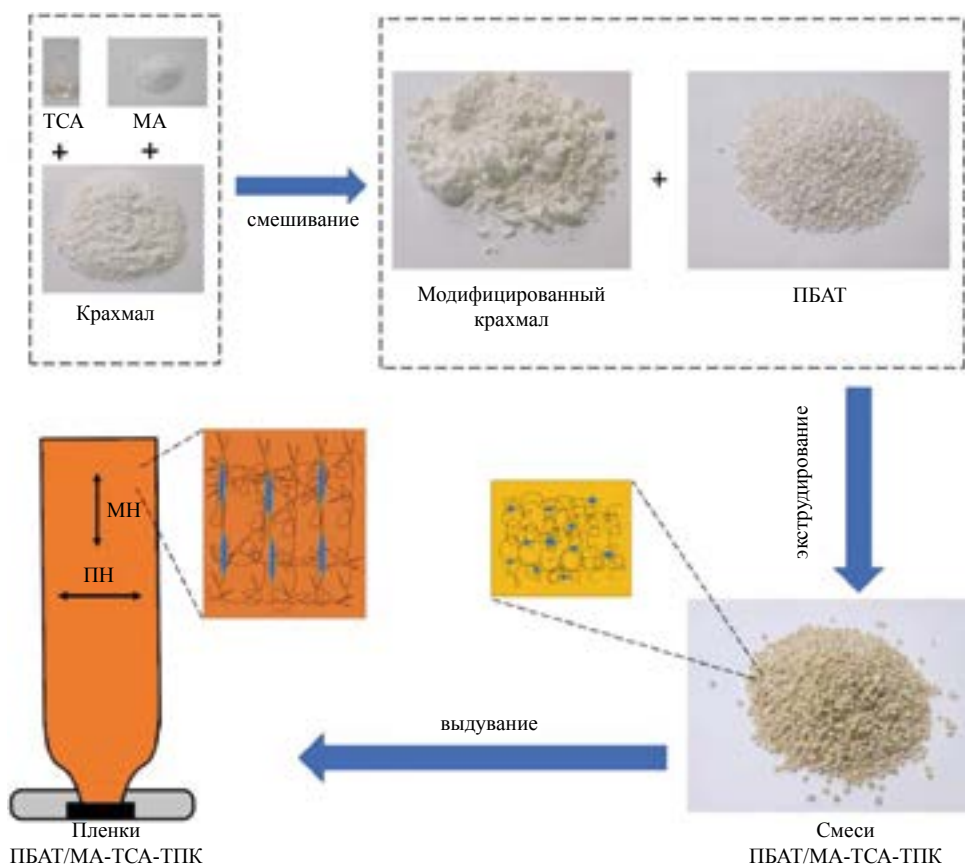 ТСА
МА
+
+
Крахмал
смешивание
Модифицированный
крахмал
+
ПБАТ
экструдирование
МН
ПН
выдувание
Пленки
ПБАТ/МА-ТСА-ТПК
Смеси
ПБАТ/МА-ТСА-ТПК